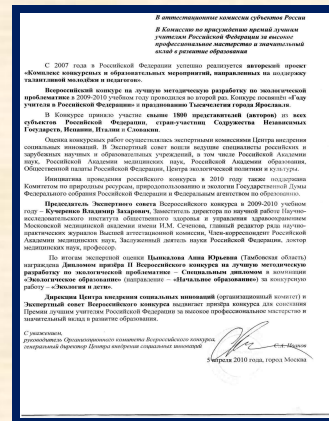 В аттестационные комиссии субъектов России
В Комиссию по присуждению премий лучшим
учителям Российской Федерации за высокое
профессиональное мастерство и значительный
вклад в развитие образования
С 2007 года в Российской Федерации успешно реализуется авторский проект
«Комплекс конкурсных и образовательных мероприятий, направленных на поддержку
талантливой молодёжи и педагогов».
Всероссийский конкурс на лучшую методическую разработку по экологической
проблематике в 2009-2010 учебном году проводился во второй раз. Конкурс посвящён «Году
учителя в Российской Федерации» и празднованию Тысячелетия города Ярославля.
В Конкурсе приняло участие свыше 1800 представителей (авторов) из всех
субъектов Российской Федерации, стран-участниц Содружества Независимых
Государств, Испании, Италии и Словакии.
Оценка конкурсных работ осуществлялась экспертными комиссиями Центра внедрения
социальных инноваций. В Экспертный совет вошли ведущие специалисты российских и
зарубежных научных и образовательных учреждений, в том числе Российской Академии
наук, Российской Академии медицинских наук, Российской Академии образования,
Общественной палаты Российской Федерации, Центра экологической политики и культуры.
Инициатива проведения российского конкурса в 2010 году также поддержана
Комитетом по природным ресурсам, природопользованию и экологии Государственной Думы
Федерального собрания Российской Федерации и Федеральным агентством по образованию.
Председатель Экспертного совета Всероссийского конкурса в 2009-2010 учебном
году – Кучеренко Владимир Захарович, Заместитель директора по научной работе Научно-
исследовательского института общественного здоровья и управления здравоохранением
Московской медицинской академии имени И.М. Сеченова, главный редактор ряда научно-
практических журналов Высшей аттестационной комиссии, Член-корреспондент Российской
Академии медицинских наук, Заслуженный деятель науки Российской Федерации, доктор
медицинских наук, профессор.
По итогам экспертной оценки Цыпкалова Анна Юрьевна (Тамбовская область)
награждена Дипломом призёра II Всероссийского конкурса на лучшую методическую
разработку по экологической проблематике – Специальным дипломом в номинации
«Экологическое образование» (направление – «Начальное образование») за конкурсную
работу – «Экология и дети».
Дирекция Центра внедрения социальных инноваций (организационный комитет) и
Экспертный совет Всероссийского конкурса выдвигает призёра конкурса для соискания
Премии лучшим учителям Российской Федерации за высокое профессиональное мастерство и
значительный вклад в развитие образования.
С уважением,
руководитель Организационного комитета Всероссийского конкурса,
генеральный директор Центра внедрения социальных инноваций
5 апреля 2010 года, город Москва